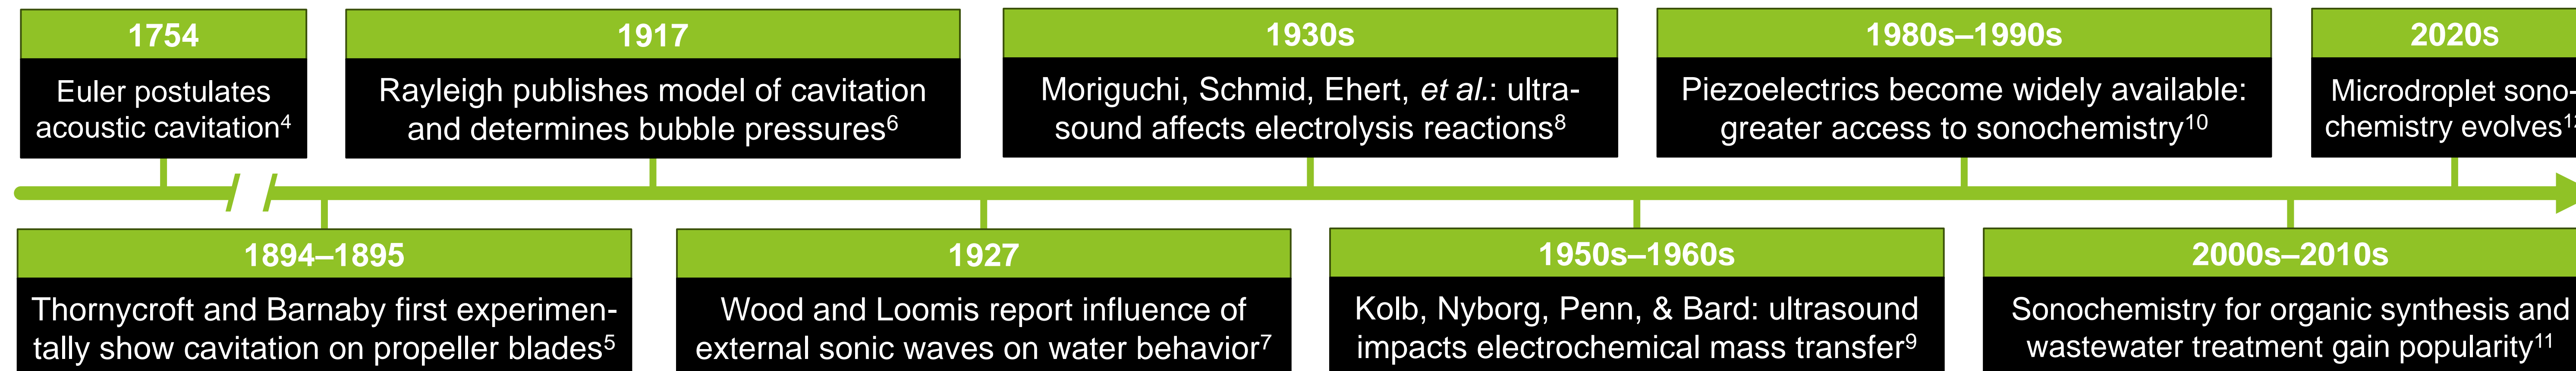 1754
Euler postulates
acoustic cavitation⁴
1894–1895
Thornycroft and Barnaby first experimen-
tally show cavitation on propeller blades⁵
1917
Rayleigh publishes model of cavitation
and determines bubble pressures⁶
1927
Wood and Loomis report influence of
external sonic waves on water behavior⁷
1930s
Moriguchi, Schmid, Ehert, et al.: ultra-
sound affects electrolysis reactions⁸
1950s–1960s
Kolb, Nyborg, Penn, & Bard: ultrasound
impacts electrochemical mass transfer⁹
1980s–1990s
Piezoelectrics become widely available:
greater access to sonochemistry¹⁰
2000s–2010s
Sonochemistry for organic synthesis and
wastewater treatment gain popularity¹¹
2020s
Microdroplet sono-
chemistry evolves¹²